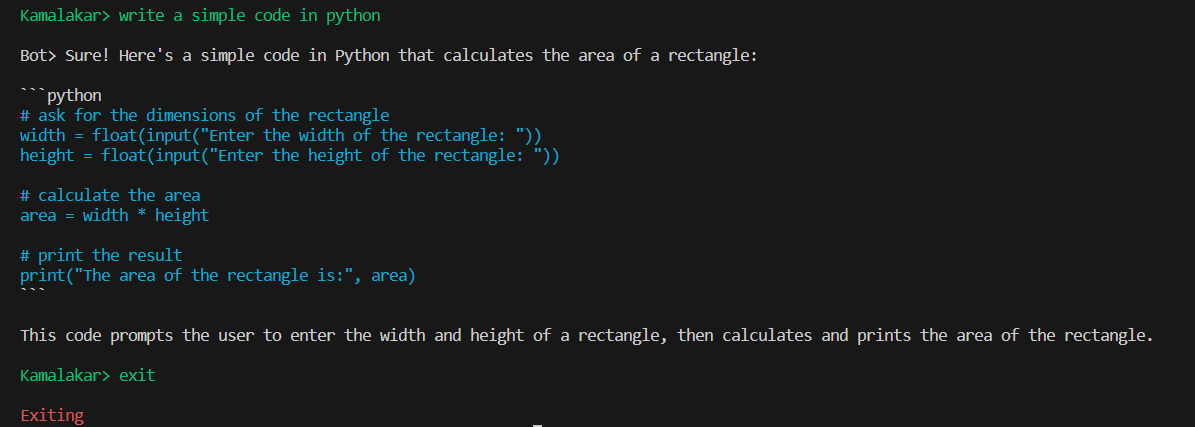 Kamalakar> write a simple code in python
Bot> Sure! Here's a simple code in Python that calculates the area of a rectangle:
```python
# ask for the dimensions of the rectangle
width = float(input("Enter the width of the rectangle: "))
height = float(input("Enter the height of the rectangle: "))
# calculate the area
area = width * height
# print the result
print("The area of the rectangle is:", area)
```
This code prompts the user to enter the width and height of a rectangle, then calculates and prints the area of the rectangle.
Kamalakar> exit
Exiting